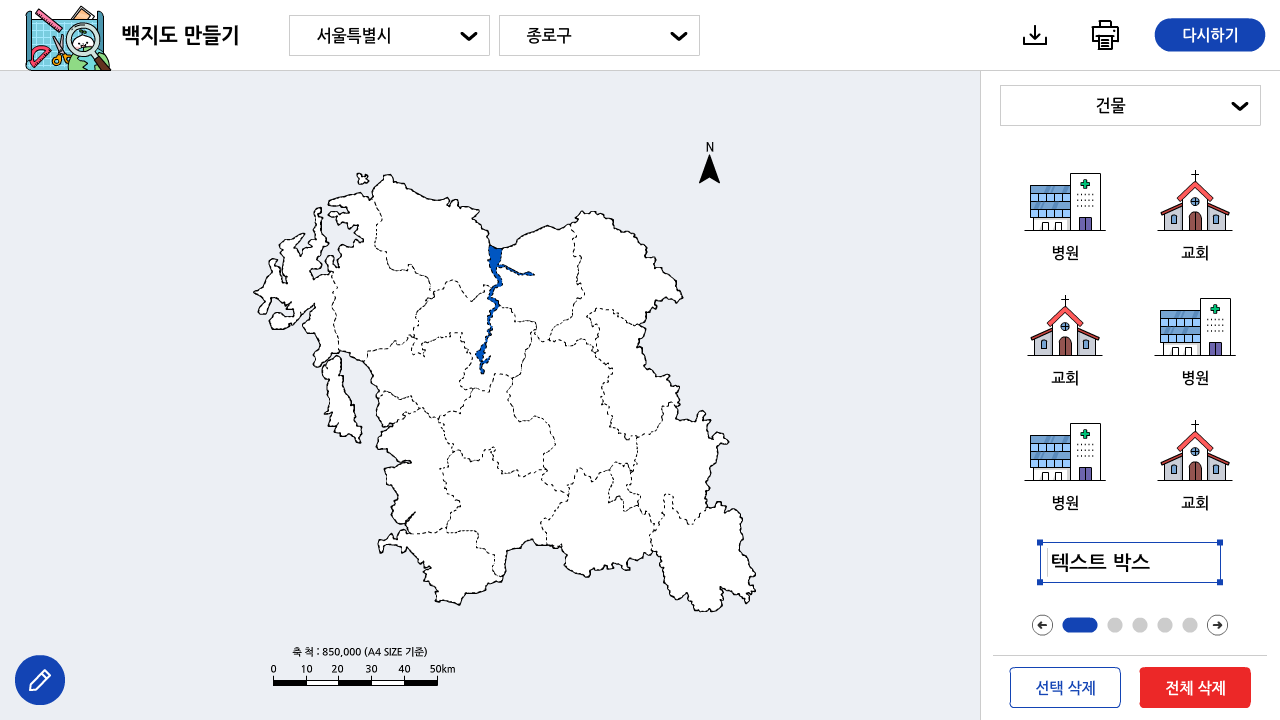 백지도 만들기
서울특별시
종로구
다시하기
건물
N
병원
교회
교회
병원
병원
교회
텍스트 박스
축 척 : 850,000 (A4 SIZE 기준)
0 10 20 30 40 50km
선택 삭제
전체 삭제